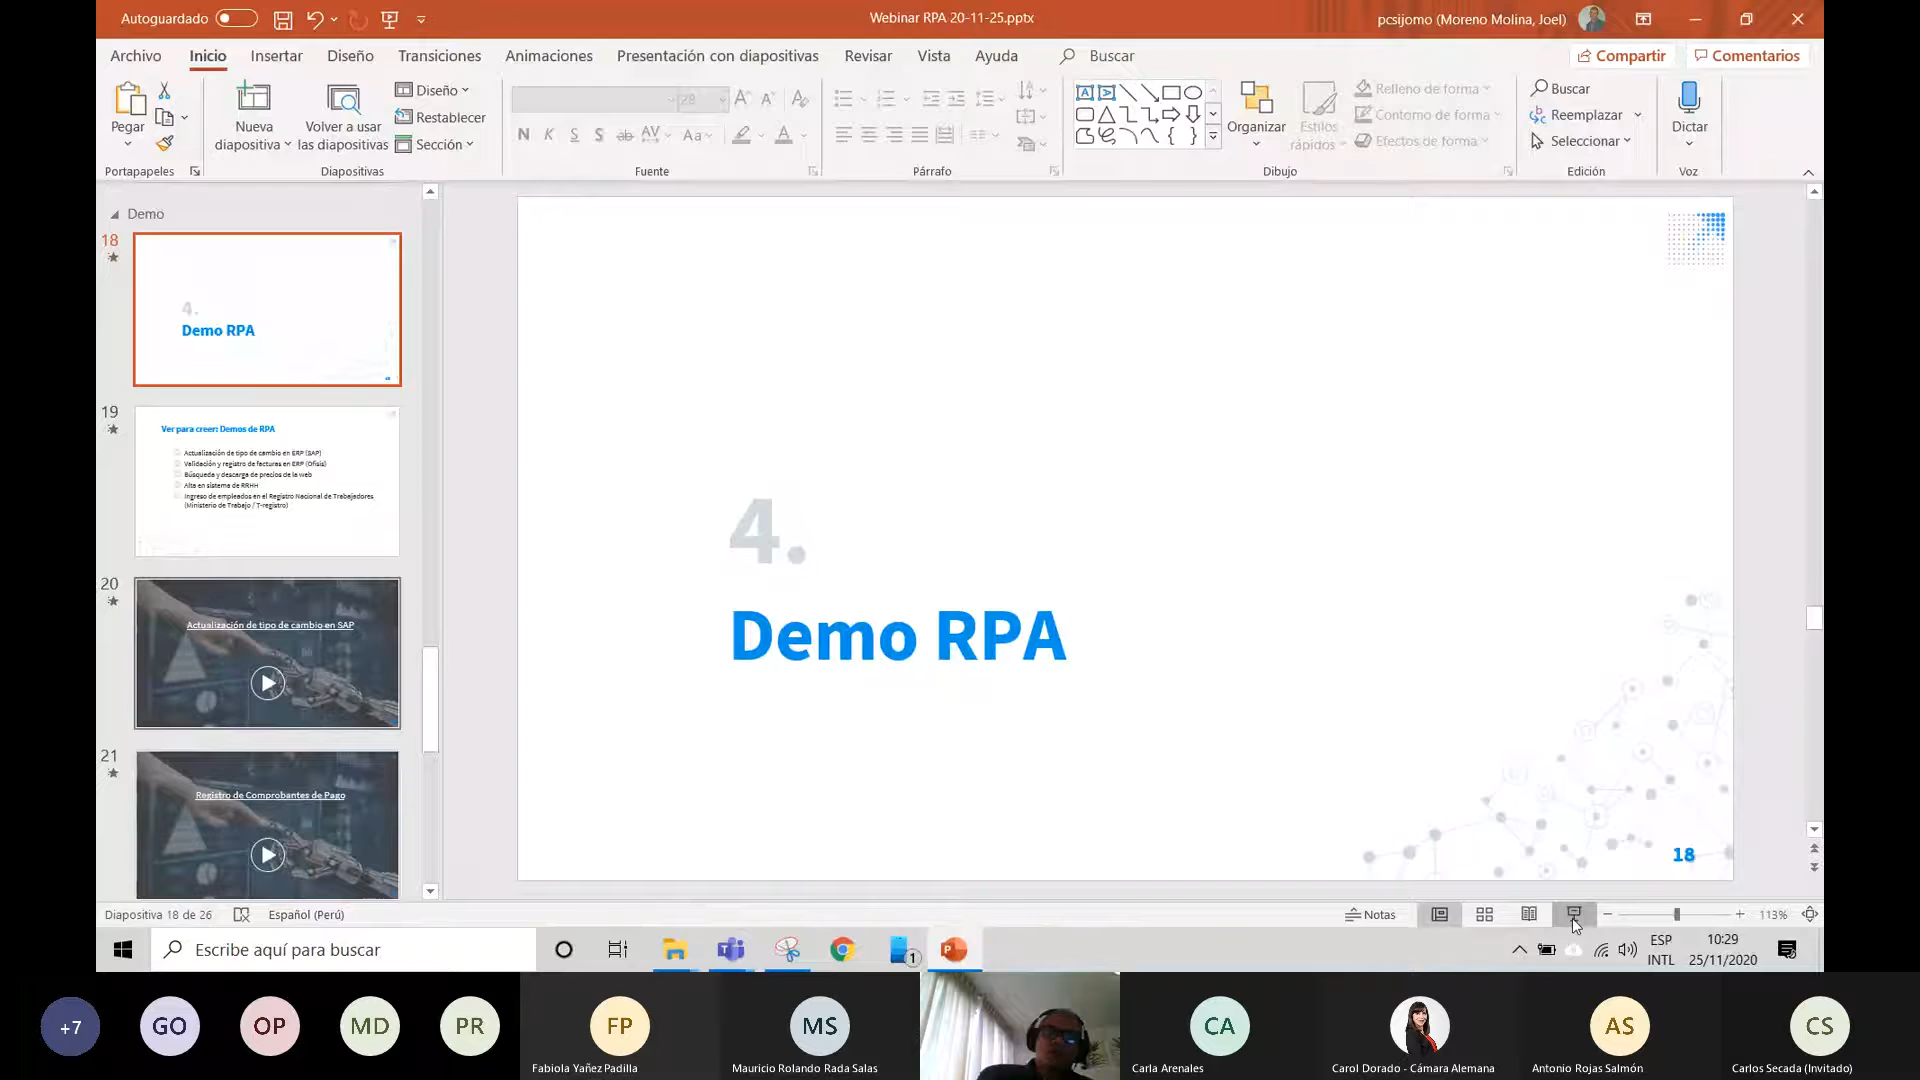 Autoguardado
Webinar RPA 20-11-25.pptx
pcsijomo (Moreno Molina, Joel)
Archivo Inicio Insertar Diseño Transiciones Animaciones Presentación con diapositivas Revisar Vista Ayuda Buscar
Compartir Comentarios
Pegar
Nueva
diapositiva
Volver a usar
las diapositivas
Diseño
Restablecer
Sección
28
N K S S ab AV Aa A
Organizar
Estilos
rápidos
Relleno de forma
Contorno de forma
Efectos de forma
Buscar
Reemplazar
Seleccionar
Dictar
Portapapeles Diapositivas Fuente Párrafo Dibujo Edición Voz
Demo
18
4.
Demo RPA
19
Ver para creer: Demos de RPA
Actualización de tipo de cambio en ERP (SAP)
Validación y registro de facturas en ERP (Ofisis)
Búsqueda y descarga de precios de la web
Alta en sistema de RRHH
Ingreso de empleados en el Registro Nacional de Trabajadores
(Ministerio de Trabajo / T-registro)
20
Actualización de tipo de cambio en SAP
21
Registro de Comprobantes de Pago
4.
Demo RPA
18
Diapositiva 18 de 26
Español (Perú)
Notas
113%
Escribe aquí para buscar
1
ESP
INTL
10:29
25/11/2020
+7 GO OP MD PR FP MS CA AS CS
Fabiola Yañez Padilla
Mauricio Rolando Rada Salas
Carla Arenales
Carol Dorado - Cámara Alemana
Antonio Rojas Salmón
Carlos Secada (Invitado)